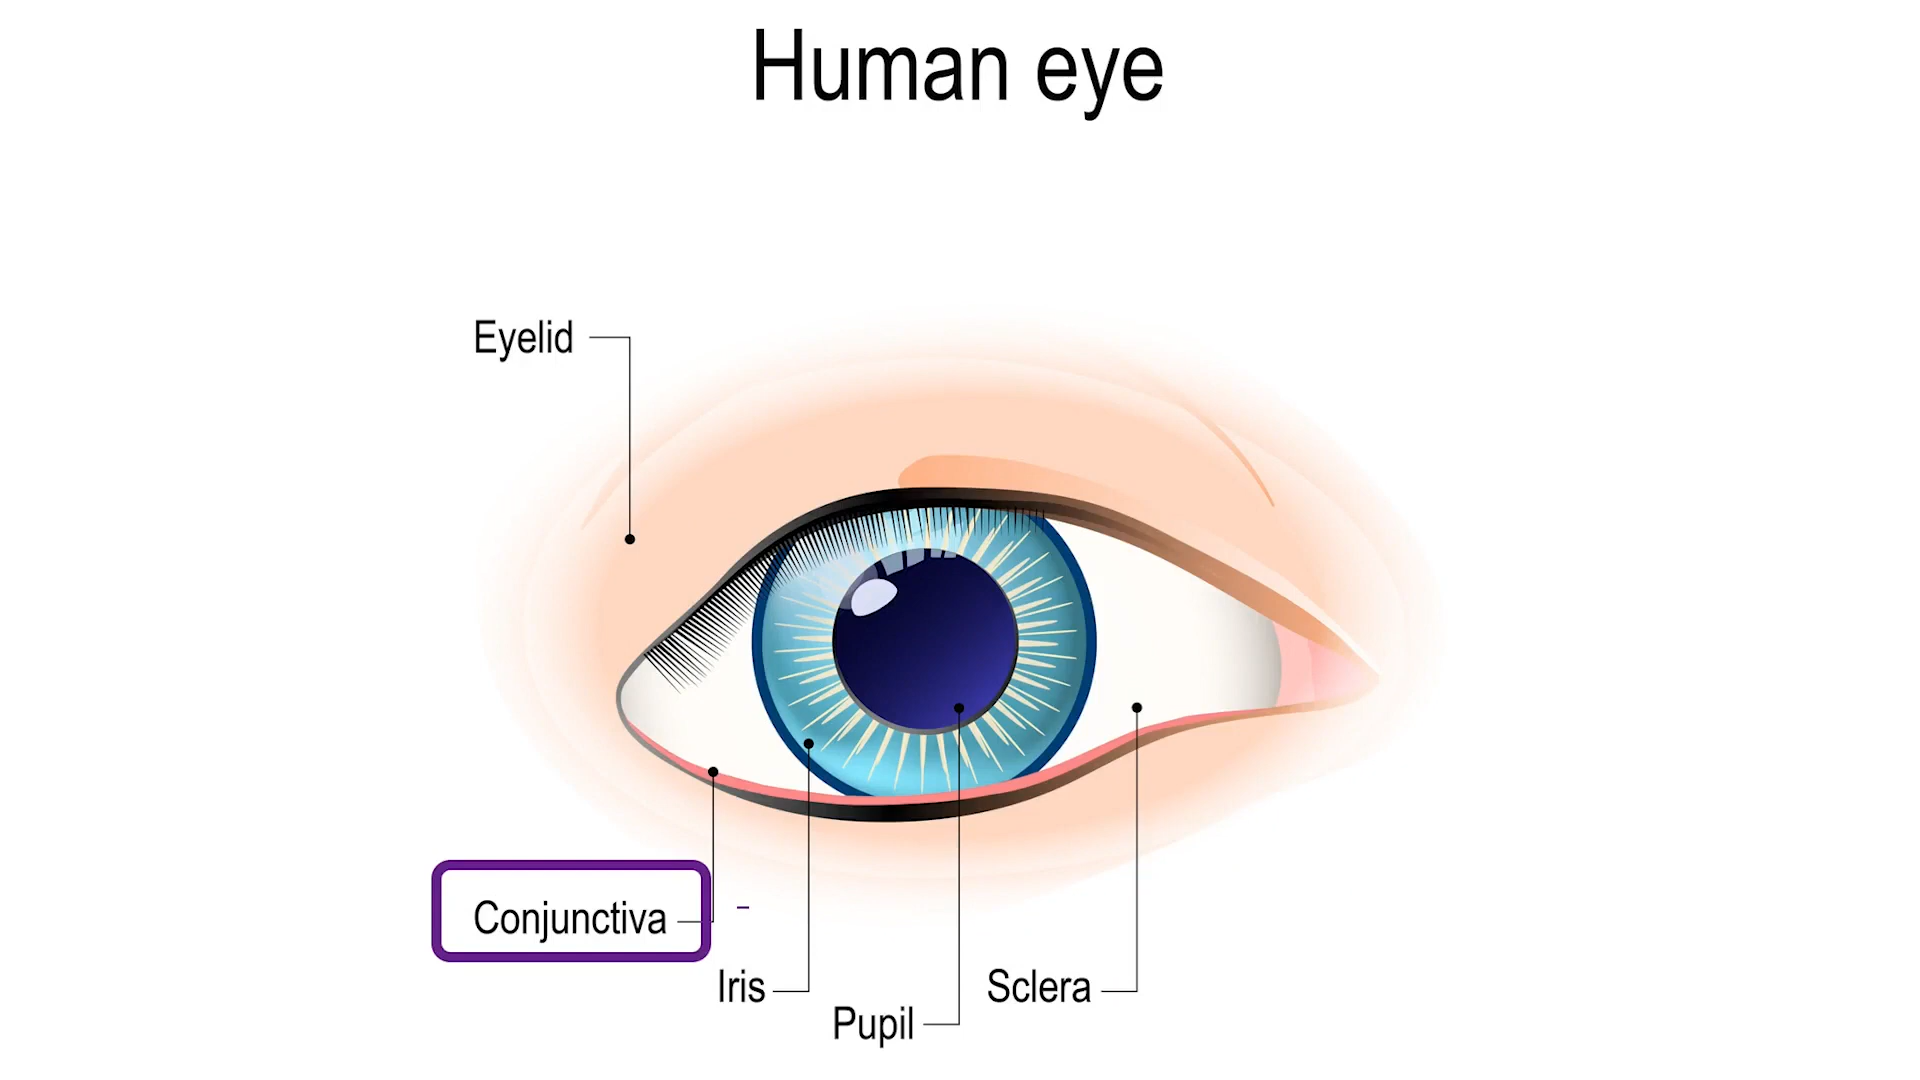 Human eye
Eyelid
Conjunctiva
Iris
Sclera
Pupil